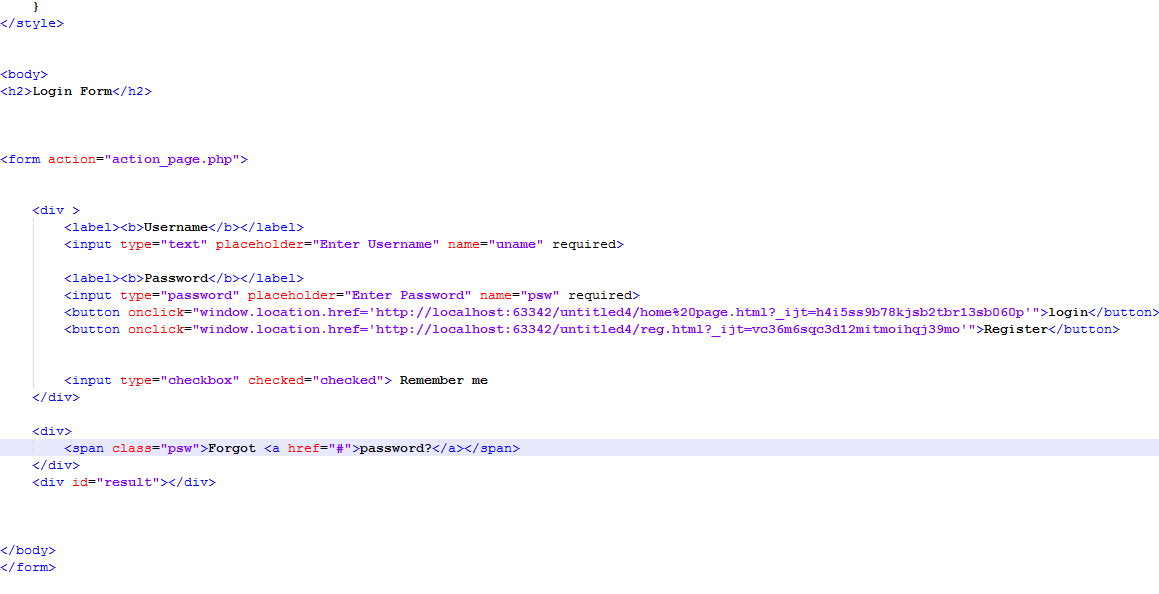 }
</style>
<body>
<h2>Login Form</h2>
<form action="action_page.php">
    <div >
        <label><b>Username</b></label>
        <input type="text" placeholder="Enter Username" name="uname" required>
        <label><b>Password</b></label>
        <input type="password" placeholder="Enter Password" name="psw" required>
        <button onclick="window.location.href='http://localhost:63342/untitled4/home%20page.html?_ijt=h4i5ss9b78kjsb2tbr13sb060p'">login</button>
        <button onclick="window.location.href='http://localhost:63342/untitled4/reg.html?_ijt=vc36m6sqc3d12mitmoihqj39mo'">Register</button>
        <input type="checkbox" checked="checked"> Remember me
    </div>
    <div>
        <span class="psw">Forgot <a href="#">password?</a></span>
    </div>
    <div id="result"></div>
</body>
</form>